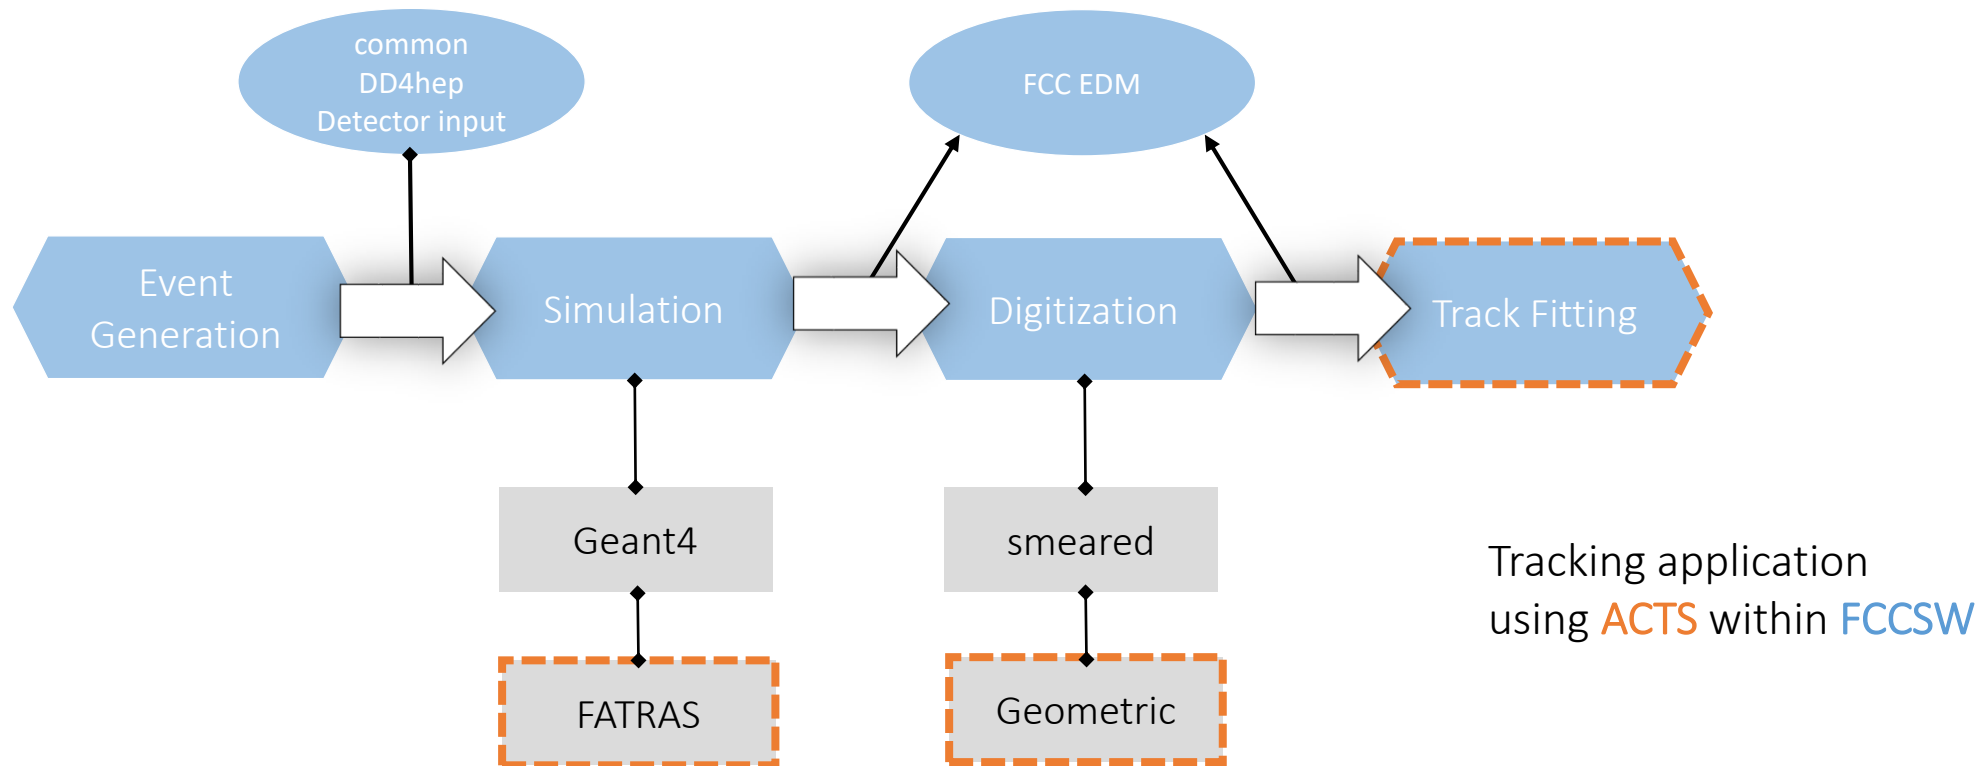 common
DD4hep
Detector input
FCC EDM
Event
Generation
Simulation
Digitization
Track Fitting
Geant4
smeared
FATRAS
Geometric
Tracking application
using ACTS within FCCSW